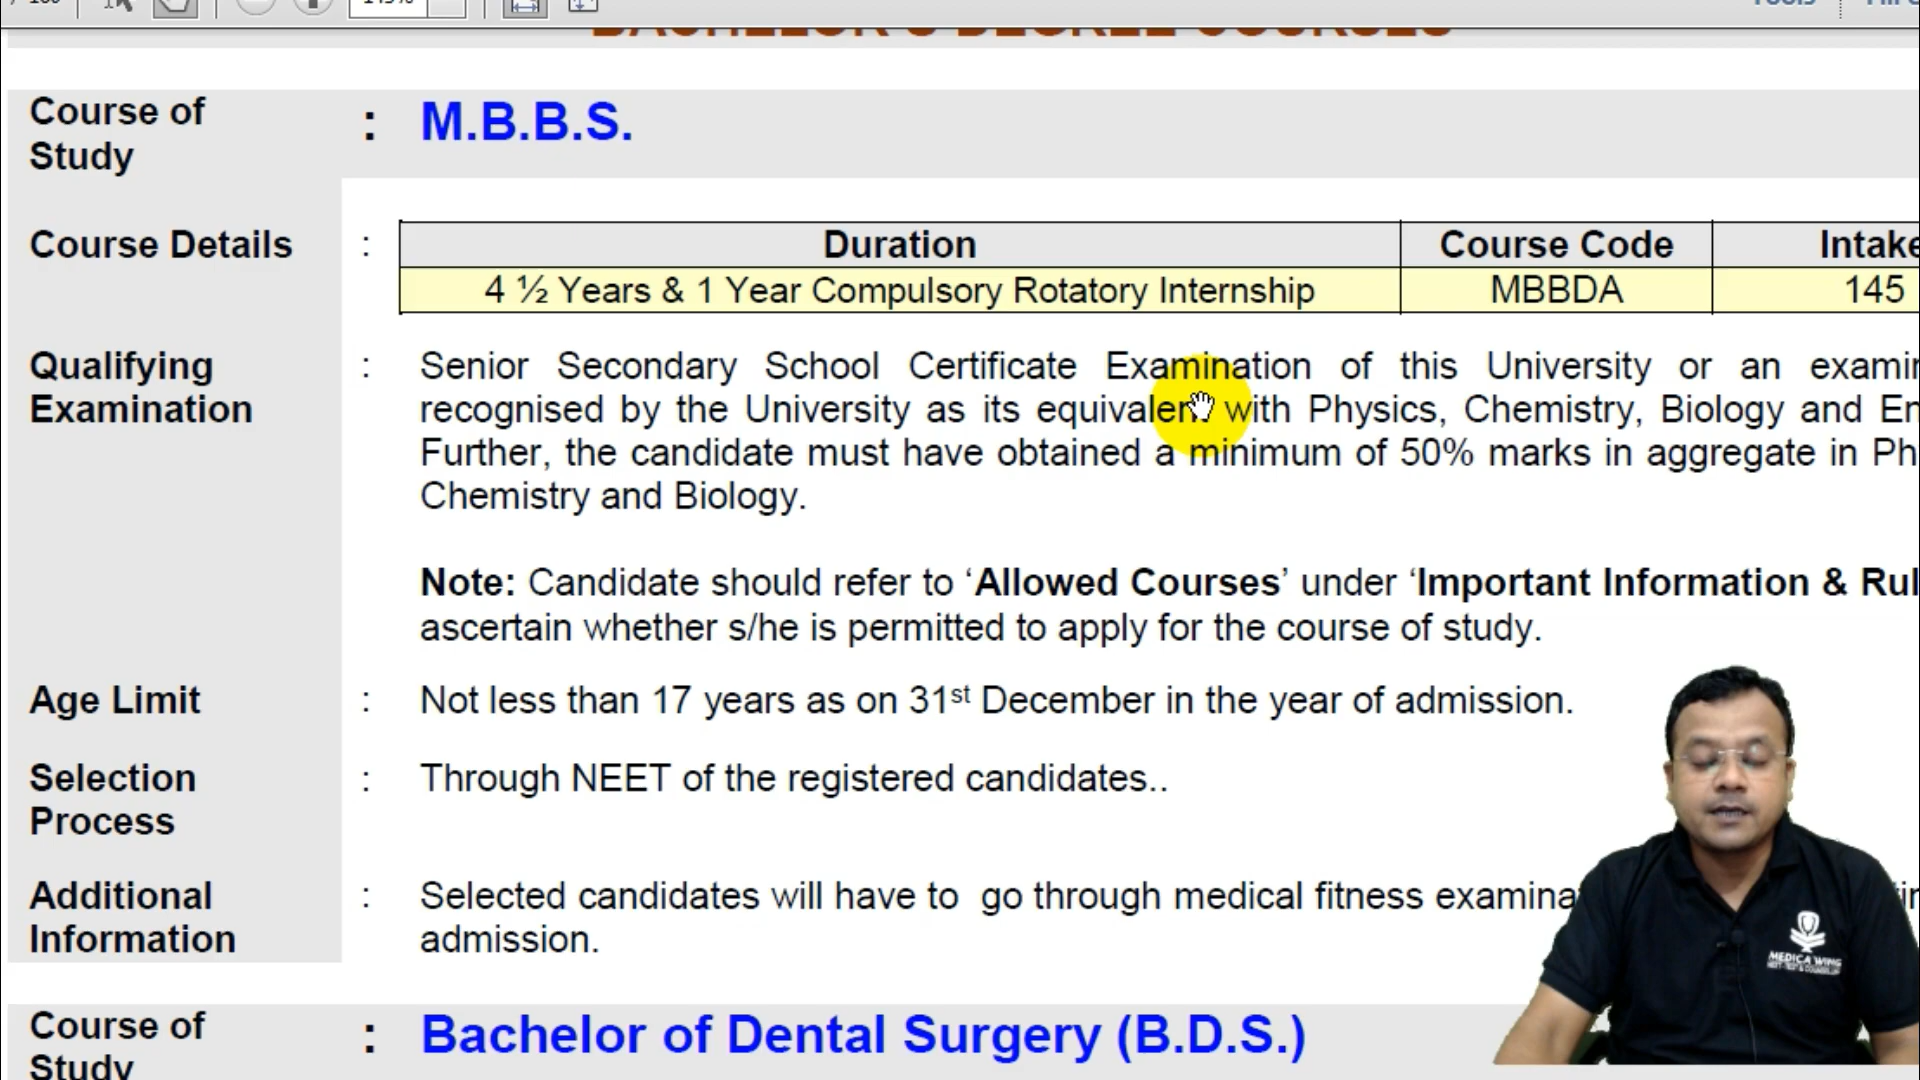 BACHELOR'S DEGREE COURSES
Course of Study : M.B.B.S.
Course Details :
Duration Course Code Intake
4 ½ Years & 1 Year Compulsory Rotatory Internship MBBDA 145
Qualifying Examination :
Senior Secondary School Certificate Examination of this University or an
recognised by the University as its equivalent with Physics, Chemistry, Biology and
Further, the candidate must have obtained a minimum of 50% marks in aggregate in
Chemistry and Biology.
Note: Candidate should refer to ‘Allowed Courses’ under ‘Important Information &
ascertain whether s/he is permitted to apply for the course of study.
Age Limit : Not less than 17 years as on 31st December in the year of admission.
Selection Process : Through NEET of the registered candidates..
Additional Information :
Selected candidates will have to go through medical fitness
admission.
MEDICA WING
Course of Study : Bachelor of Dental Surgery (B.D.S.)